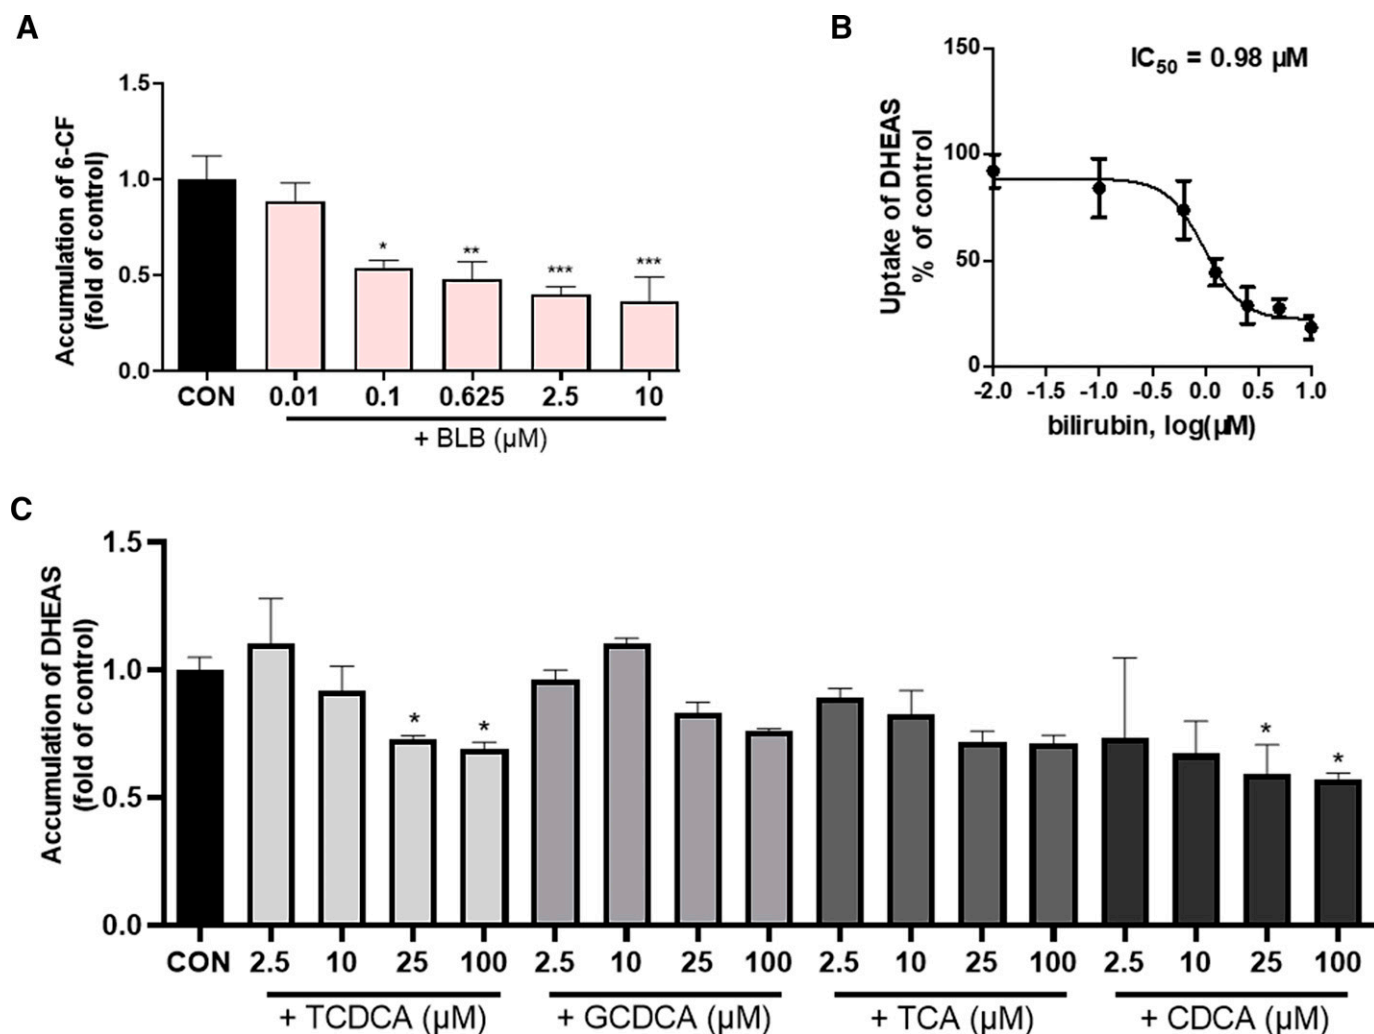 A
Accumulation of 6-CF
(fold of control)
1.5
1.0
0.5
0.0
*
**
***
***
CON 0.01 0.1 0.625 2.5 10
+ BLB (µM)
B
Uptake of DHEAS
% of control
150
100
50
0
IC50 = 0.98 µM
-2.0 -1.5 -1.0 -0.5 0.0 0.5 1.0
bilirubin, log(µM)
C
Accumulation of DHEAS
(fold of control)
1.5
1.0
0.5
0.0
* * * *
CON 2.5 10 25 100 2.5 10 25 100 2.5 10 25 100 2.5 10 25 100
+ TCDCA (µM) + GCDCA (µM) + TCA (µM) + CDCA (µM)